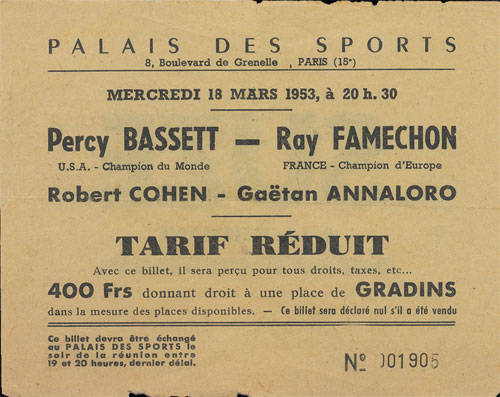 PALAIS DES SPORTS
8, Boulevard de Grenelle, PARIS (15e)
MERCREDI 18 MARS 1953, à 20 h. 30
Percy BASSETT — Ray FAMECHON
U.S.A. - Champion du Monde FRANCE - Champion d'Europe
Robert COHEN - Gaëtan ANNALORO
TARIF RÉDUIT
Avec ce billet, il sera perçu pour tous droits, taxes, etc...
400 Frs donnant droit à une place de GRADINS
dans la mesure des places disponibles. — Ce billet sera déclaré nul s'il a été vendu
Ce billet devra être échangé
au PALAIS DES SPORTS le
soir de la réunion entre
19 et 20 heures, dernier délai.
No 001905